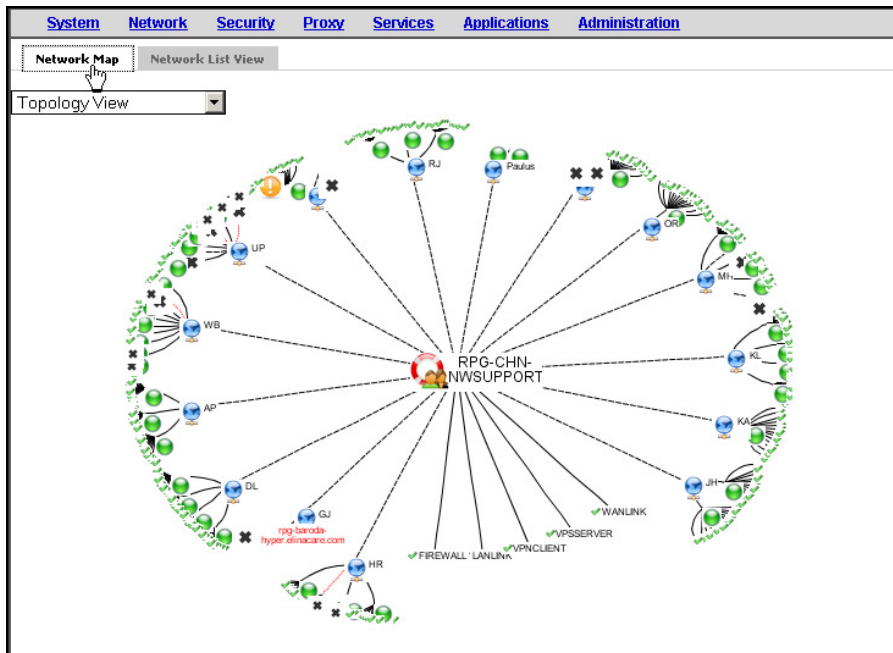 System Network Security Proxy Services Applications Administration
Network Map Network List View
Topology View
RJ
Paulus
OR
UP
MH
WB
KL
RPG-CHN-
NWSUPPORT
AP
KA
DL
JH
GJ
rpg-baroda-
hyper.elinacare.com
WANLINK
VPSSERVER
VPNCLIENT
FIREWALL LANLINK
HR